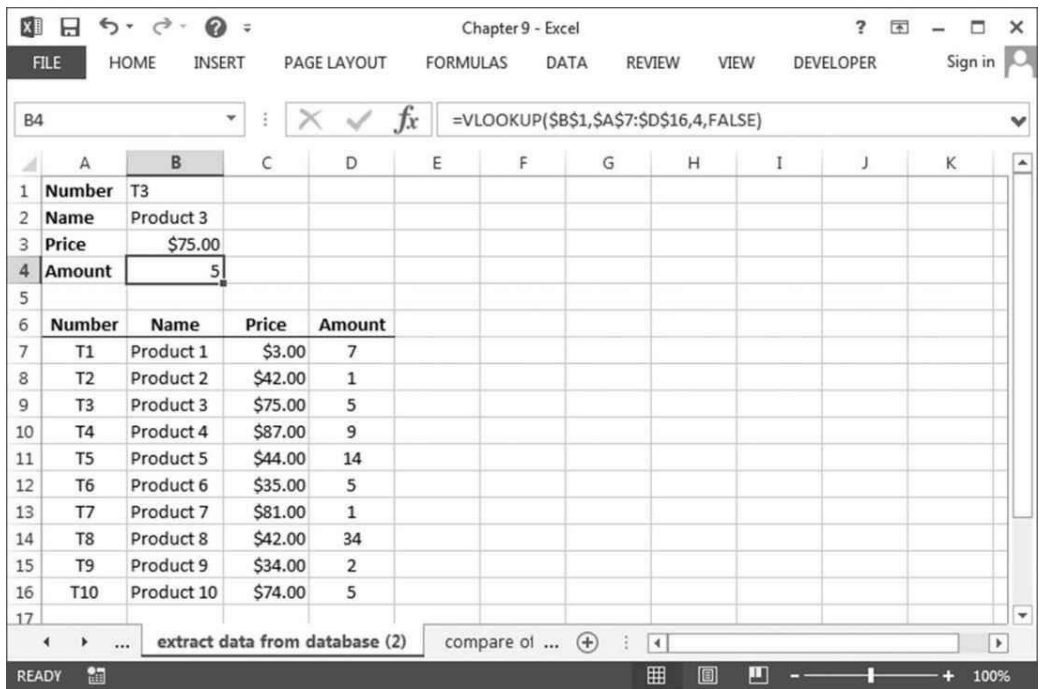 Chapter 9 - Excel ?
FILE HOME INSERT PAGE LAYOUT FORMULAS DATA REVIEW VIEW DEVELOPER Sign in
B4 fx =VLOOKUP($B$1,$A$7:$D$16,4,FALSE)
A B C D E F G H I J K
1 Number T3
2 Name Product 3
3 Price $75.00
4 Amount 5
5
6 Number Name Price Amount
7 T1 Product 1 $3.00 7
8 T2 Product 2 $42.00 1
9 T3 Product 3 $75.00 5
10 T4 Product 4 $87.00 9
11 T5 Product 5 $44.00 14
12 T6 Product 6 $35.00 5
13 T7 Product 7 $81.00 1
14 T8 Product 8 $42.00 34
15 T9 Product 9 $34.00 2
16 T10 Product 10 $74.00 5
17
... extract data from database (2) compare of ...
READY 100%